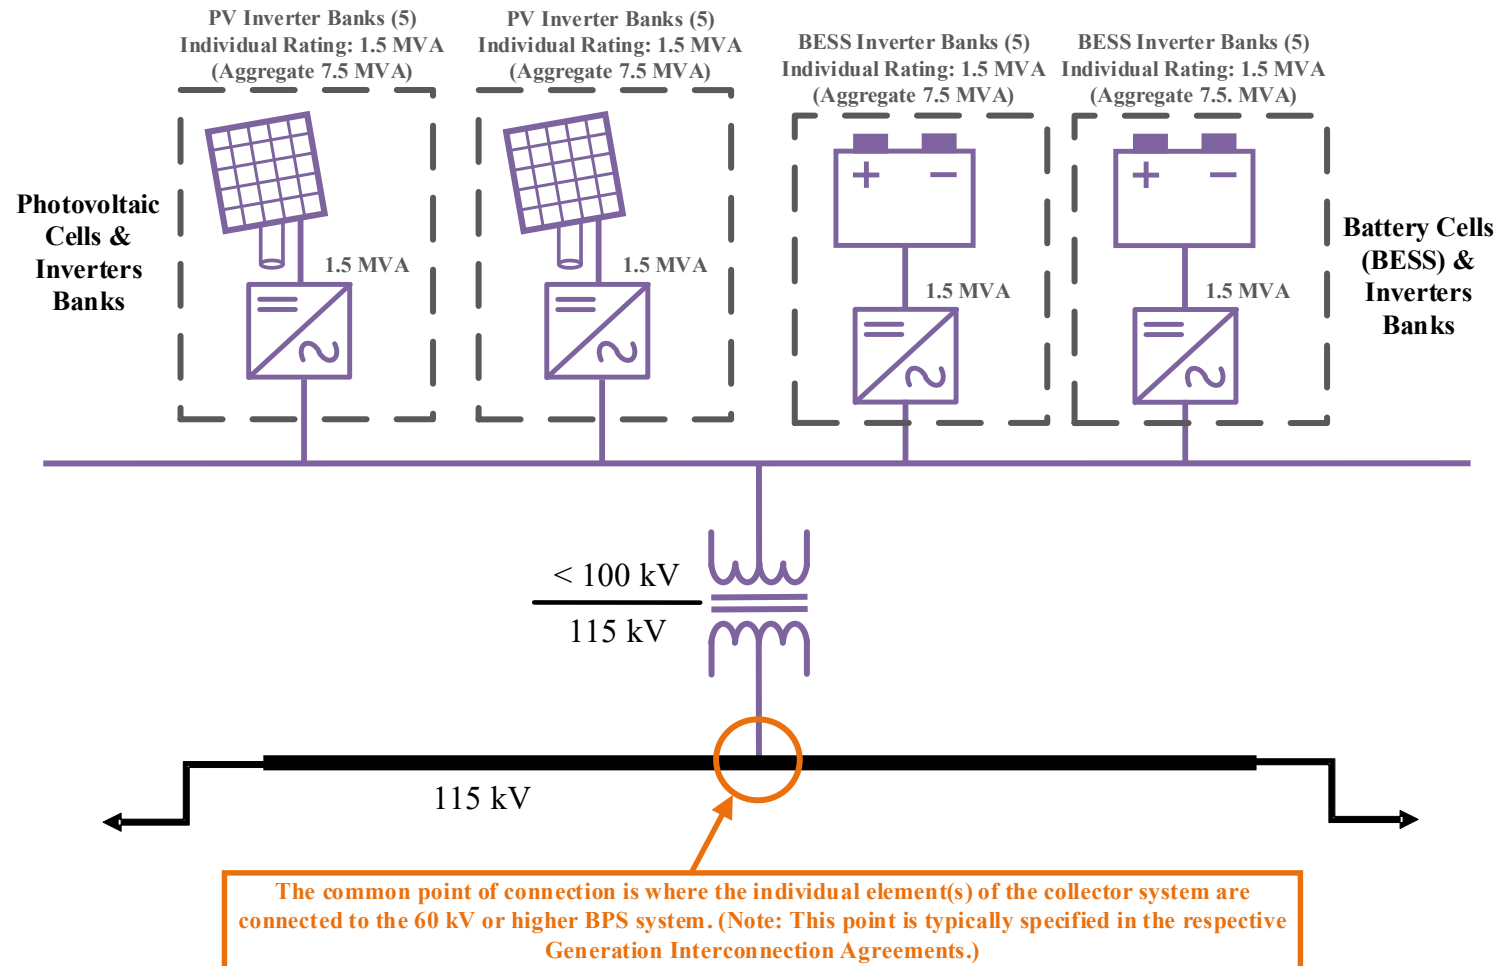 PV Inverter Banks (5)
Individual Rating: 1.5 MVA
(Aggregate 7.5 MVA)
PV Inverter Banks (5)
Individual Rating: 1.5 MVA
(Aggregate 7.5 MVA)
BESS Inverter Banks (5)
Individual Rating: 1.5 MVA
(Aggregate 7.5 MVA)
BESS Inverter Banks (5)
Individual Rating: 1.5 MVA
(Aggregate 7.5. MVA)
Photovoltaic
Cells &
Inverters
Banks
1.5 MVA
1.5 MVA
+ −
1.5 MVA
+ −
1.5 MVA
Battery Cells
(BESS) &
Inverters
Banks
< 100 kV
115 kV
115 kV
The common point of connection is where the individual element(s) of the collector system are
connected to the 60 kV or higher BPS system. (Note: This point is typically specified in the respective
Generation Interconnection Agreements.)